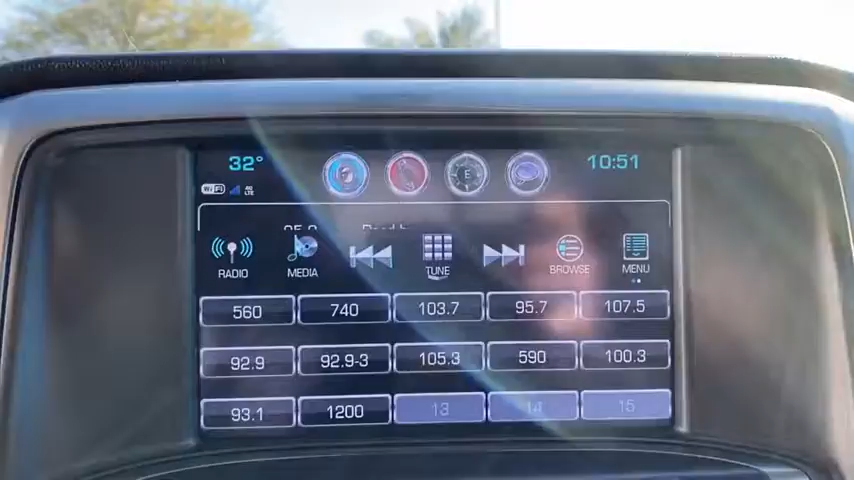 32° 10:51
WiFi 4G LTE
E
RADIO MEDIA TUNE BROWSE MENU
560 740 103.7 95.7 107.5
92.9 92.9-3 105.3 590 100.3
93.1 1200 13 14 15